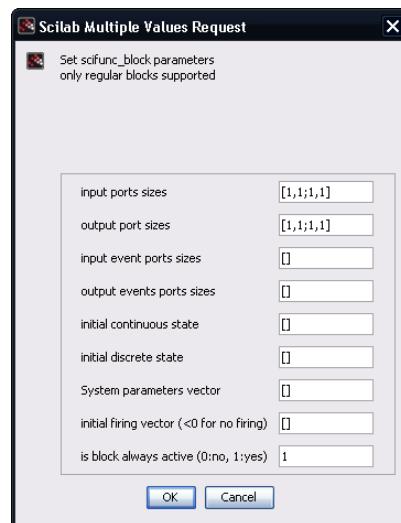 Scilab Multiple Values Request
Set scifunc_block parameters
only regular blocks supported
input ports sizes [1,1;1,1]
output port sizes [1,1;1,1]
input event ports sizes []
output events ports sizes []
initial continuous state []
initial discrete state []
System parameters vector []
initial firing vector (<0 for no firing) []
is block always active (0:no, 1:yes) 1
OK Cancel